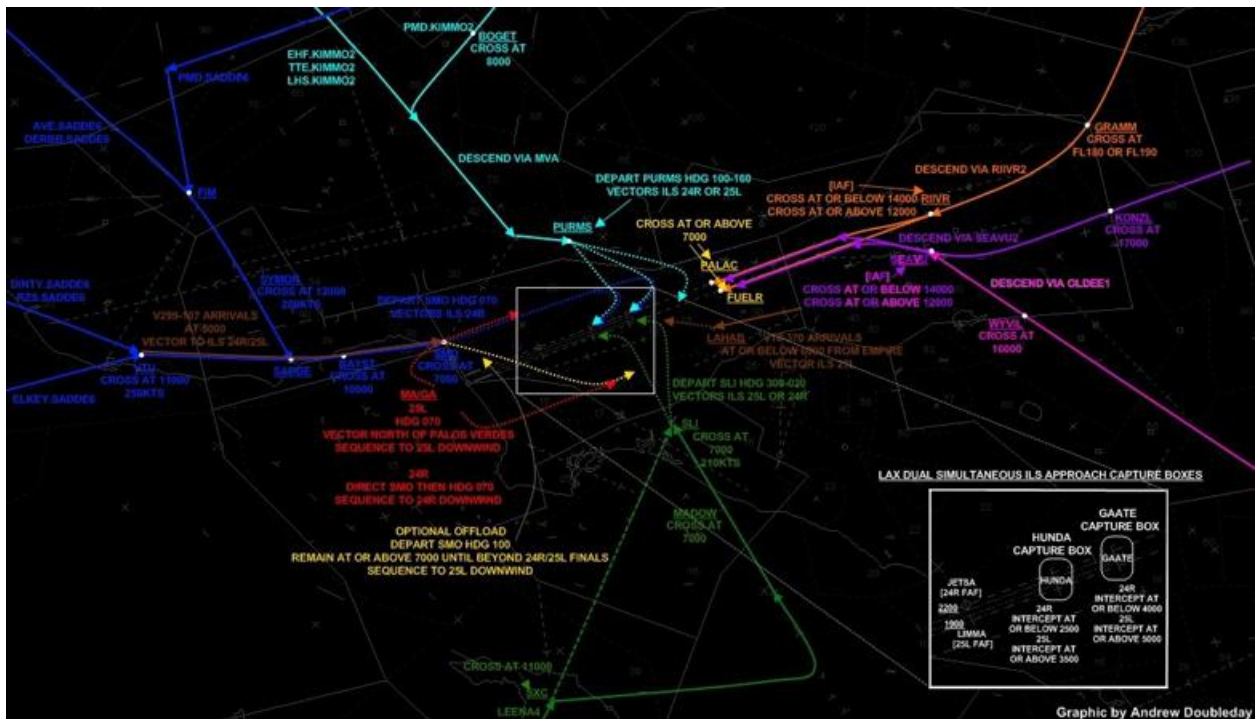 PMD.KIMMO2
BOGET
CROSS AT
8000
EHF.KIMMO2
TTE.KIMMO2
LHS.KIMMO2
PMD.SADDE6
AVE.SADDE6
DERBB.SADDE6
GRAMM
CROSS AT
FL180 OR FL190
DESCEND VIA MVA
DESCEND VIA RIIVR2
DEPART PURMS HDG 100-160
VECTORS ILS 24R OR 25L
[IAF]
CROSS AT OR BELOW 14000 RIIVR
CROSS AT OR ABOVE 12000
FIM
KONZL
CROSS AT
17000
PURMS
CROSS AT OR ABOVE
7000
DESCEND VIA SEAVU2
SEAVU
PALAC
FUELR
[IAF]
CROSS AT OR BELOW 14000
CROSS AT OR ABOVE 12000
DESCEND VIA OLDEE1
DINTY.SADDE6
RZS.SADDE6
SYMON
CROSS AT 12000
DEPART SMO HDG 070
VECTORS ILS 24R
V299-107 ARRIVALS
AT 5000
VECTOR TO ILS 24R/25L
WYVIL
CROSS AT
16000
LAHAB
ARRIVALS
AT OR BELOW
FROM EMPIRE
VECTOR ILS 25L
VTU
CROSS AT 11000
250KTS
SADDE
BAYST
CROSS AT
10000
SMO
CROSS AT
7000
ELKEY.SADDE6
DEPART SLI HDG 300-020
VECTORS ILS 25L OR 24R
MA/GA
25L
HDG 070
VECTOR NORTH OF PALOS VERDES
SEQUENCE TO 25L DOWNWIND
SLI
CROSS AT
7000
210KTS
24R
DIRECT SMO THEN HDG 070
SEQUENCE TO 24R DOWNWIND
LAX DUAL SIMULTANEOUS ILS APPROACH CAPTURE BOXES
MADOW
CROSS AT
7000
OPTIONAL OFFLOAD
DEPART SMO HDG 100
REMAIN AT OR ABOVE 7000 UNTIL BEYOND 24R/25L FINALS
SEQUENCE TO 25L DOWNWIND
GAATE
CAPTURE BOX
GAATE
HUNDA
CAPTURE BOX
HUNDA
JETSA
[24R FAF]
2200
1900
LIMMA
[25L FAF]
24R
INTERCEPT AT
OR BELOW 2500
25L
INTERCEPT AT
OR ABOVE 3500
24R
INTERCEPT AT
OR BELOW 4000
25L
INTERCEPT AT
OR ABOVE 5000
CROSS AT 11000
SXC
LEENA4
Graphic by Andrew Doubleday